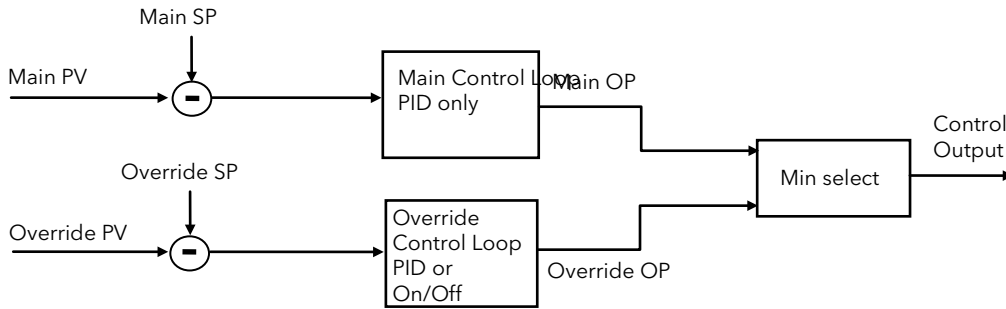 Main SP
Main PV
Main Control Loop
PID only
Main OP
Control
Output
Min select
Override SP
Override PV
Override
Control Loop
PID or
On/Off
Override OP